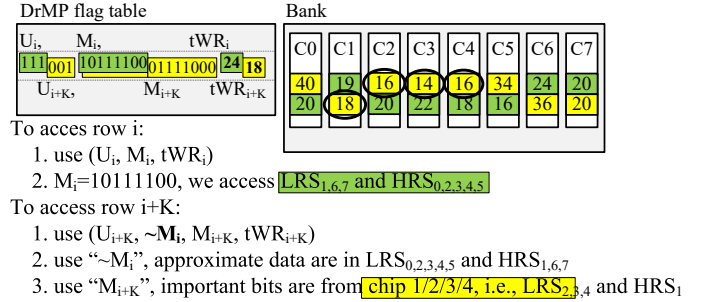 DrMP flag table
Bank
Ui, Mi, tWRi
111 001 10111100 01111000 24 18
Ui+K, Mi+K tWRi+K
C0 C1 C2 C3 C4 C5 C6 C7
40 19 16 14 16 34 24 20
20 18 20 22 18 16 36 20
To acces row i:
1. use (Ui, Mi, tWRi)
2. Mi=10111100, we access LRS1,6,7 and HRS0,2,3,4,5
To access row i+K:
1. use (Ui+K, ~Mi, Mi+K, tWRi+K)
2. use “~Mi”, approximate data are in LRS0,2,3,4,5 and HRS1,6,7
3. use “Mi+K”, important bits are from chip 1/2/3/4, i.e., LRS2,3,4 and HRS1